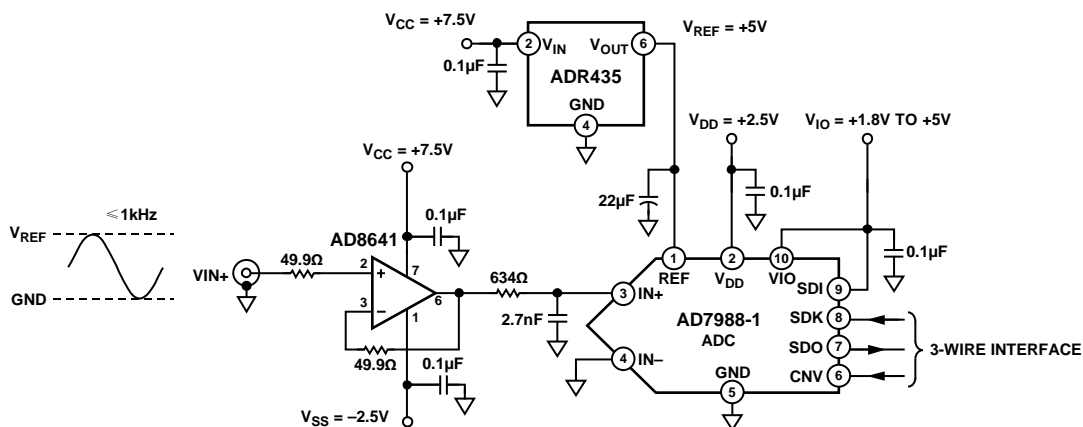 VCC = +7.5V
2
VIN
VOUT
6
VREF = +5V
0.1µF
ADR435
GND
4
VDD = +2.5V
VIO = +1.8V TO +5V
VCC = +7.5V
22µF
0.1µF
≤1kHz
VREF
GND
0.1µF
AD8641
0.1µF
VIN+
49.9Ω
2
+
7
634Ω
1
REF
2
VDD
10
VIO
SDI
9
3
–
6
1
3
IN+
2.7nF
AD7988-1
ADC
SDK
8
SDO
7
3-WIRE INTERFACE
49.9Ω
0.1µF
4
IN–
GND
5
CNV
6
VSS = –2.5V